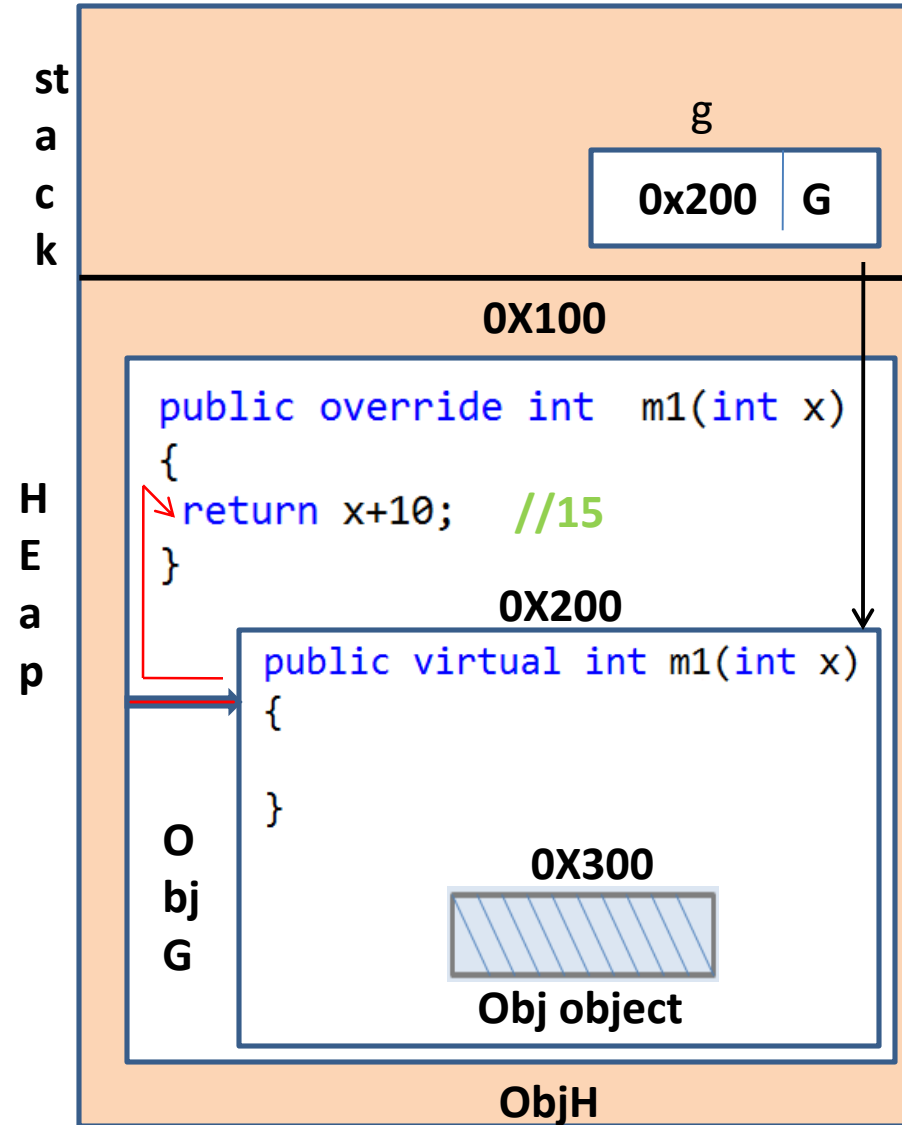 st
a
c
k
g
0x200 G
0X100
public override int m1(int x)
{
return x+10; //15
}
H
E
a
p
0X200
public virtual int m1(int x)
{
}
O
bj
G
0X300
Obj object
ObjH